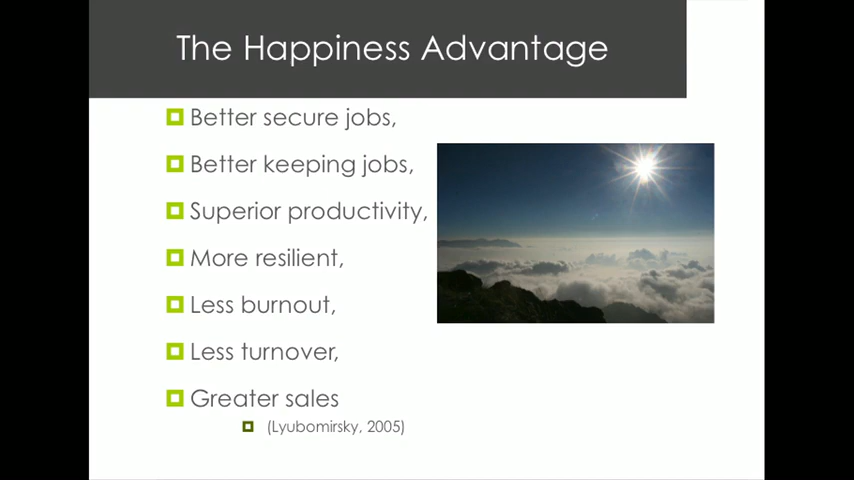 The Happiness Advantage
Better secure jobs,
Better keeping jobs,
Superior productivity,
More resilient,
Less burnout,
Less turnover,
Greater sales
(Lyubomirsky, 2005)